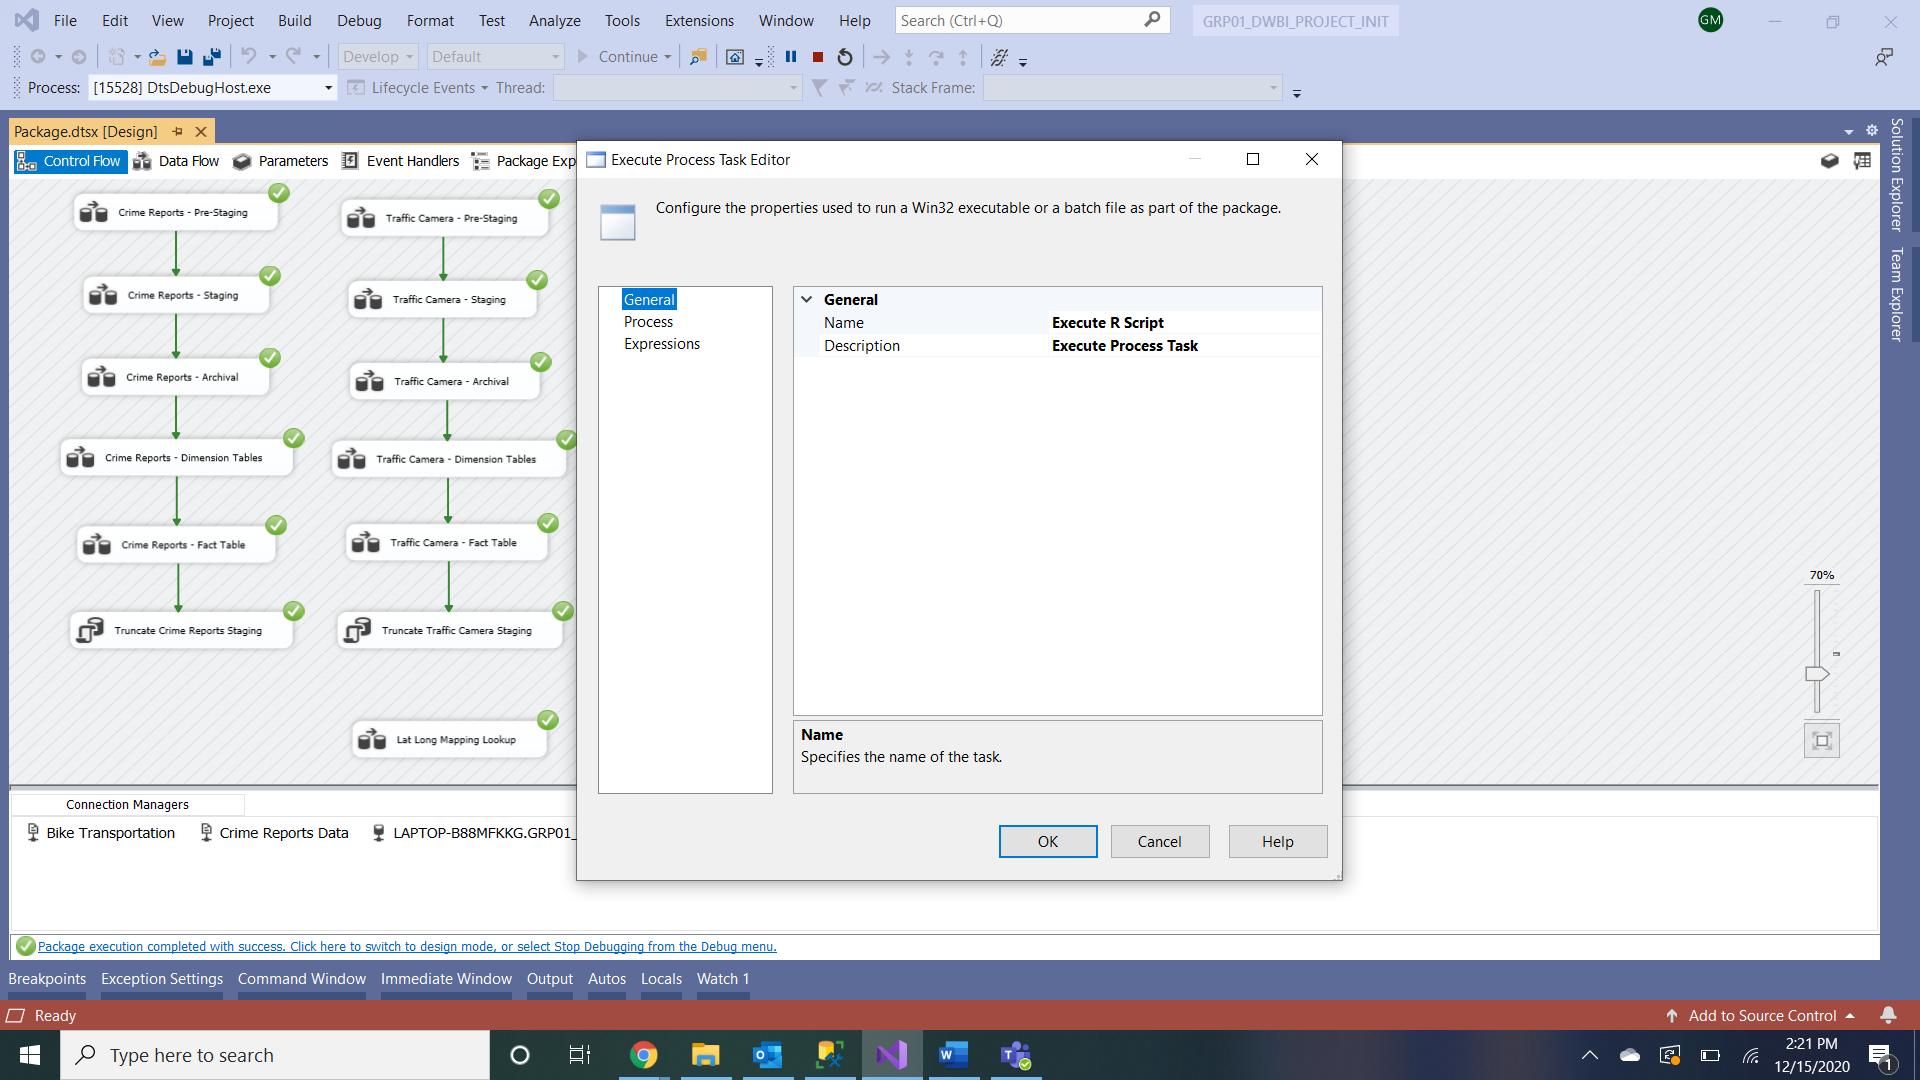 File Edit View Project Build Debug Format Test Analyze Tools Extensions Window Help Search (Ctrl+Q) GRP01_DWBI_PROJECT_INIT GM
Develop Default Continue
Process: [15528] DtsDebugHost.exe Lifecycle Events Thread: Stack Frame:
Package.dtsx [Design]
Control Flow Data Flow Parameters Event Handlers Package Exp
Execute Process Task Editor
Configure the properties used to run a Win32 executable or a batch file as part of the package.
General
Process
Expressions
General
Name Execute R Script
Description Execute Process Task
Name
Specifies the name of the task.
OK Cancel Help
Crime Reports - Pre-Staging
Crime Reports - Staging
Crime Reports - Archival
Crime Reports - Dimension Tables
Crime Reports - Fact Table
Truncate Crime Reports Staging
Traffic Camera - Pre-Staging
Traffic Camera - Staging
Traffic Camera - Archival
Traffic Camera - Dimension Tables
Traffic Camera - Fact Table
Truncate Traffic Camera Staging
Lat Long Mapping Lookup
70%
Solution Explorer
Team Explorer
Connection Managers
Bike Transportation Crime Reports Data LAPTOP-B88MFKKG.GRP01_
Package execution completed with success. Click here to switch to design mode, or select Stop Debugging from the Debug menu.
Breakpoints Exception Settings Command Window Immediate Window Output Autos Locals Watch 1
Ready Add to Source Control
Type here to search
2:21 PM
12/15/2020
1